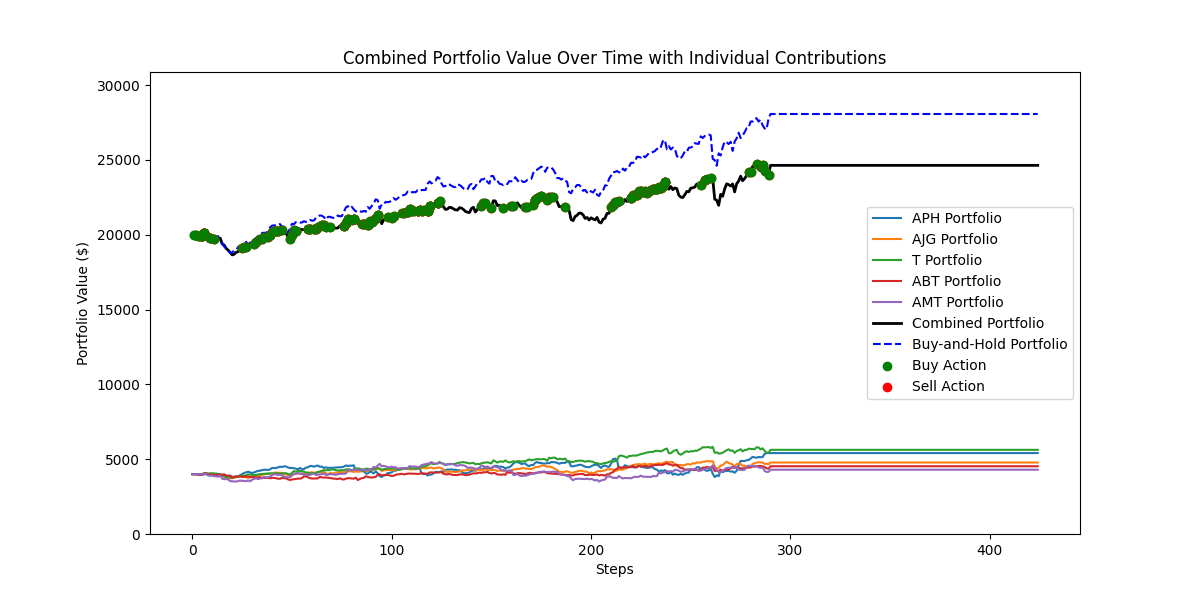 Combined Portfolio Value Over Time with Individual Contributions
Portfolio Value ($)
30000
25000
20000
15000
10000
5000
0
0 100 200 300 400
Steps
APH Portfolio
AJG Portfolio
T Portfolio
ABT Portfolio
AMT Portfolio
Combined Portfolio
Buy-and-Hold Portfolio
Buy Action
Sell Action